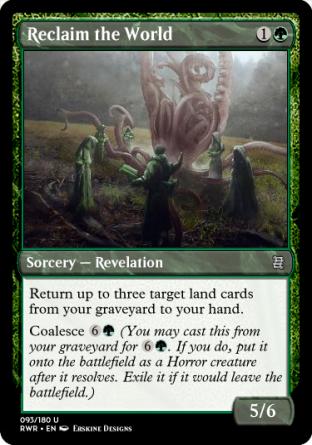 Reclaim the World 1
Sorcery — Revelation
Return up to three target land cards
from your graveyard to your hand.
Coalesce 6 (You may cast this from
your graveyard for 6. If you do, put it
onto the battlefield as a Horror creature
after it resolves. Exile it if it would leave the
battlefield.)
5/6
093/180 U
RWR • EN Erskine Designs